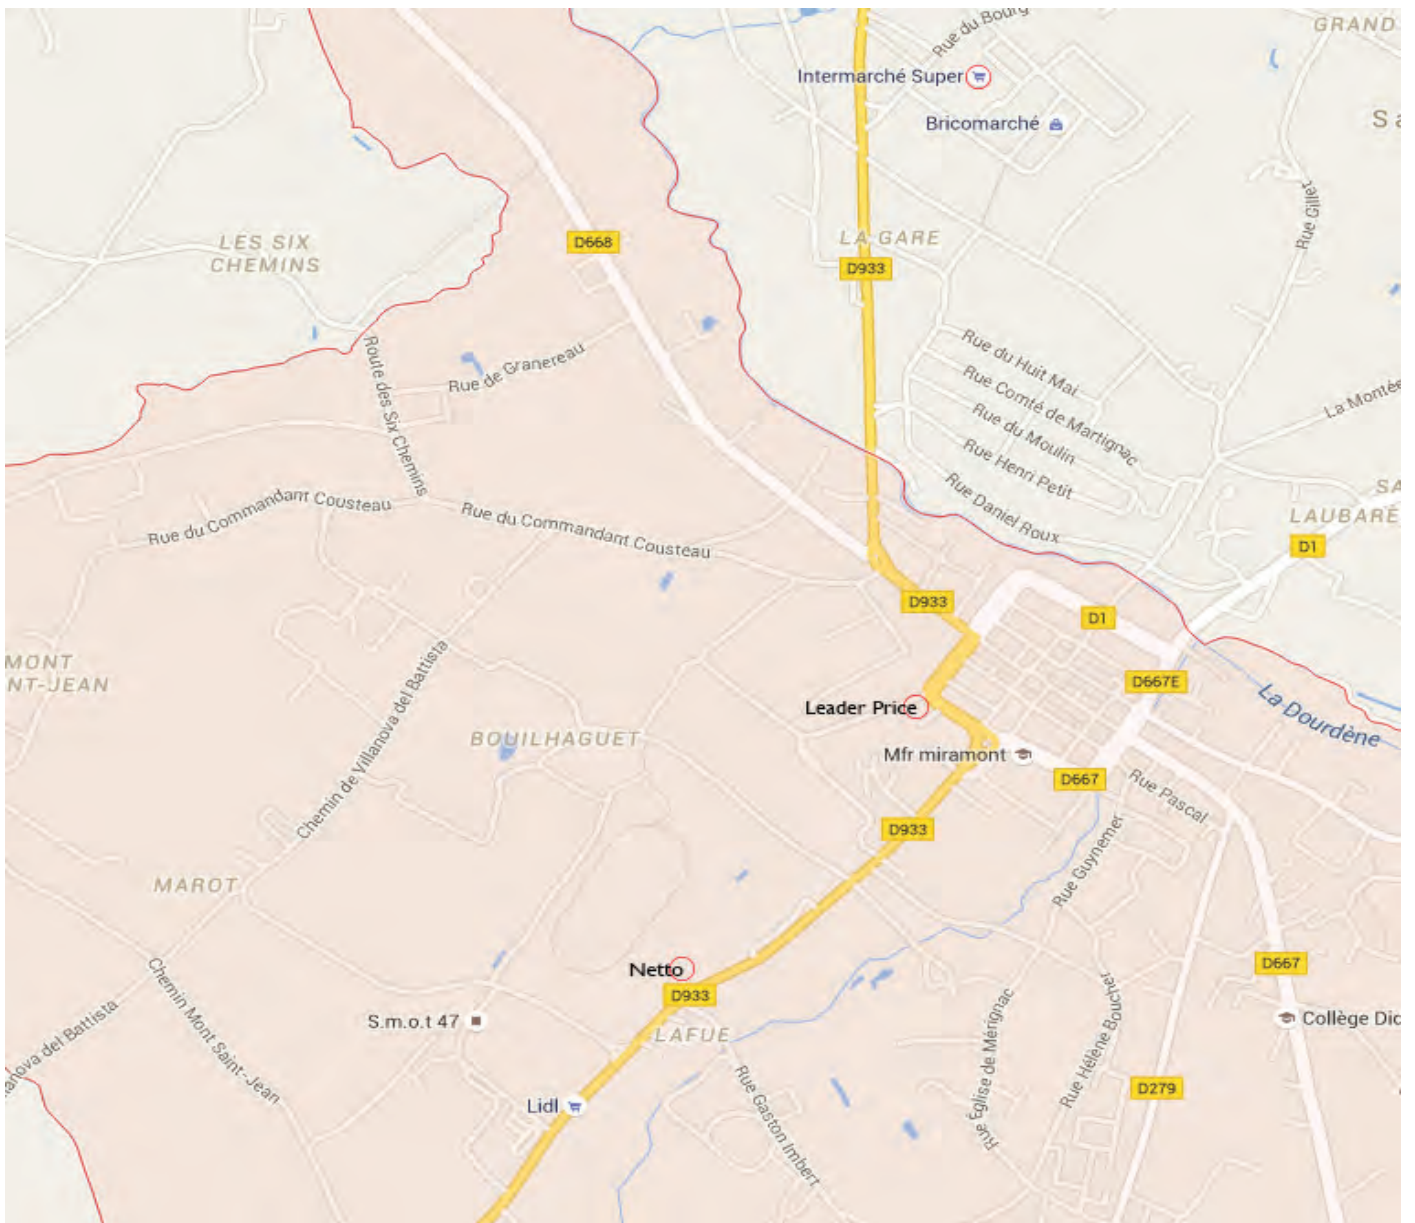 GRAND
Rue du Bourg
Intermarché Super
Bricomarché
Sa
Rue Gillet
LES SIX
CHEMINS
D668
LA GARE
D933
Route des Six Chemins
Rue de Granereau
Rue du Huit Mai
Rue Comté de Martignac
Rue du Moulin
Rue Henri Petit
La Montée
Rue Daniel Roux
SA
LAUBARÈ
D1
Rue du Commandant Cousteau
Rue du Commandant Cousteau
D933
D1
MONT
NT-JEAN
Chemin de Villanova del Battista
D667E
La Dourdène
Leader Price
BOUILHAGUET
Mfr miramont
D667
Rue Pascal
D933
Rue Guynemer
MAROT
Netto
D933
D667
Chemin Mont Saint-Jean
lanova del Battista
S.m.o.t 47
LAFUE
Rue Église de Mérignac
Rue Hélène Boucher
Collège Dic
Lidl
Rue Gaston Imbert
D279